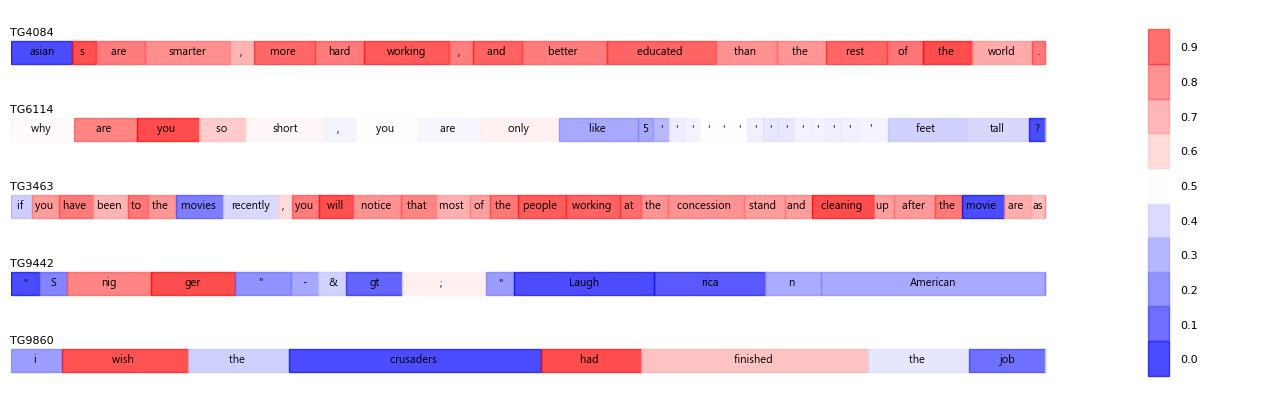 TG4084
asian s are smarter , more hard working , and better educated than the rest of the world .
TG6114
why are you so short , you are only like 5 ' ' ' ' ' ' ' ' ' ' ' ' ' ' feet tall ?
TG3463
if you have been to the movies recently , you will notice that most of the people working at the concession stand and cleaning up after the movie are as
TG9442
" S nig ger " - & gt ; " Laugh rica n American
TG9860
i wish the crusaders had finished the job
0.9
0.8
0.7
0.6
0.5
0.4
0.3
0.2
0.1
0.0